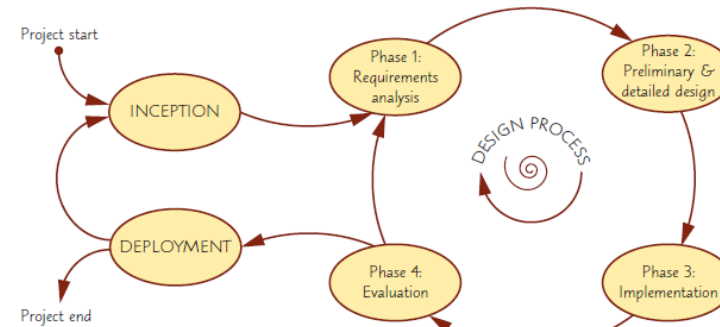 Project start
INCEPTION
Phase 1:
Requirements
analysis
Phase 2:
Preliminary &
detailed design
DESIGN PROCESS
DEPLOYMENT
Phase 4:
Evaluation
Phase 3:
Implementation
Project end